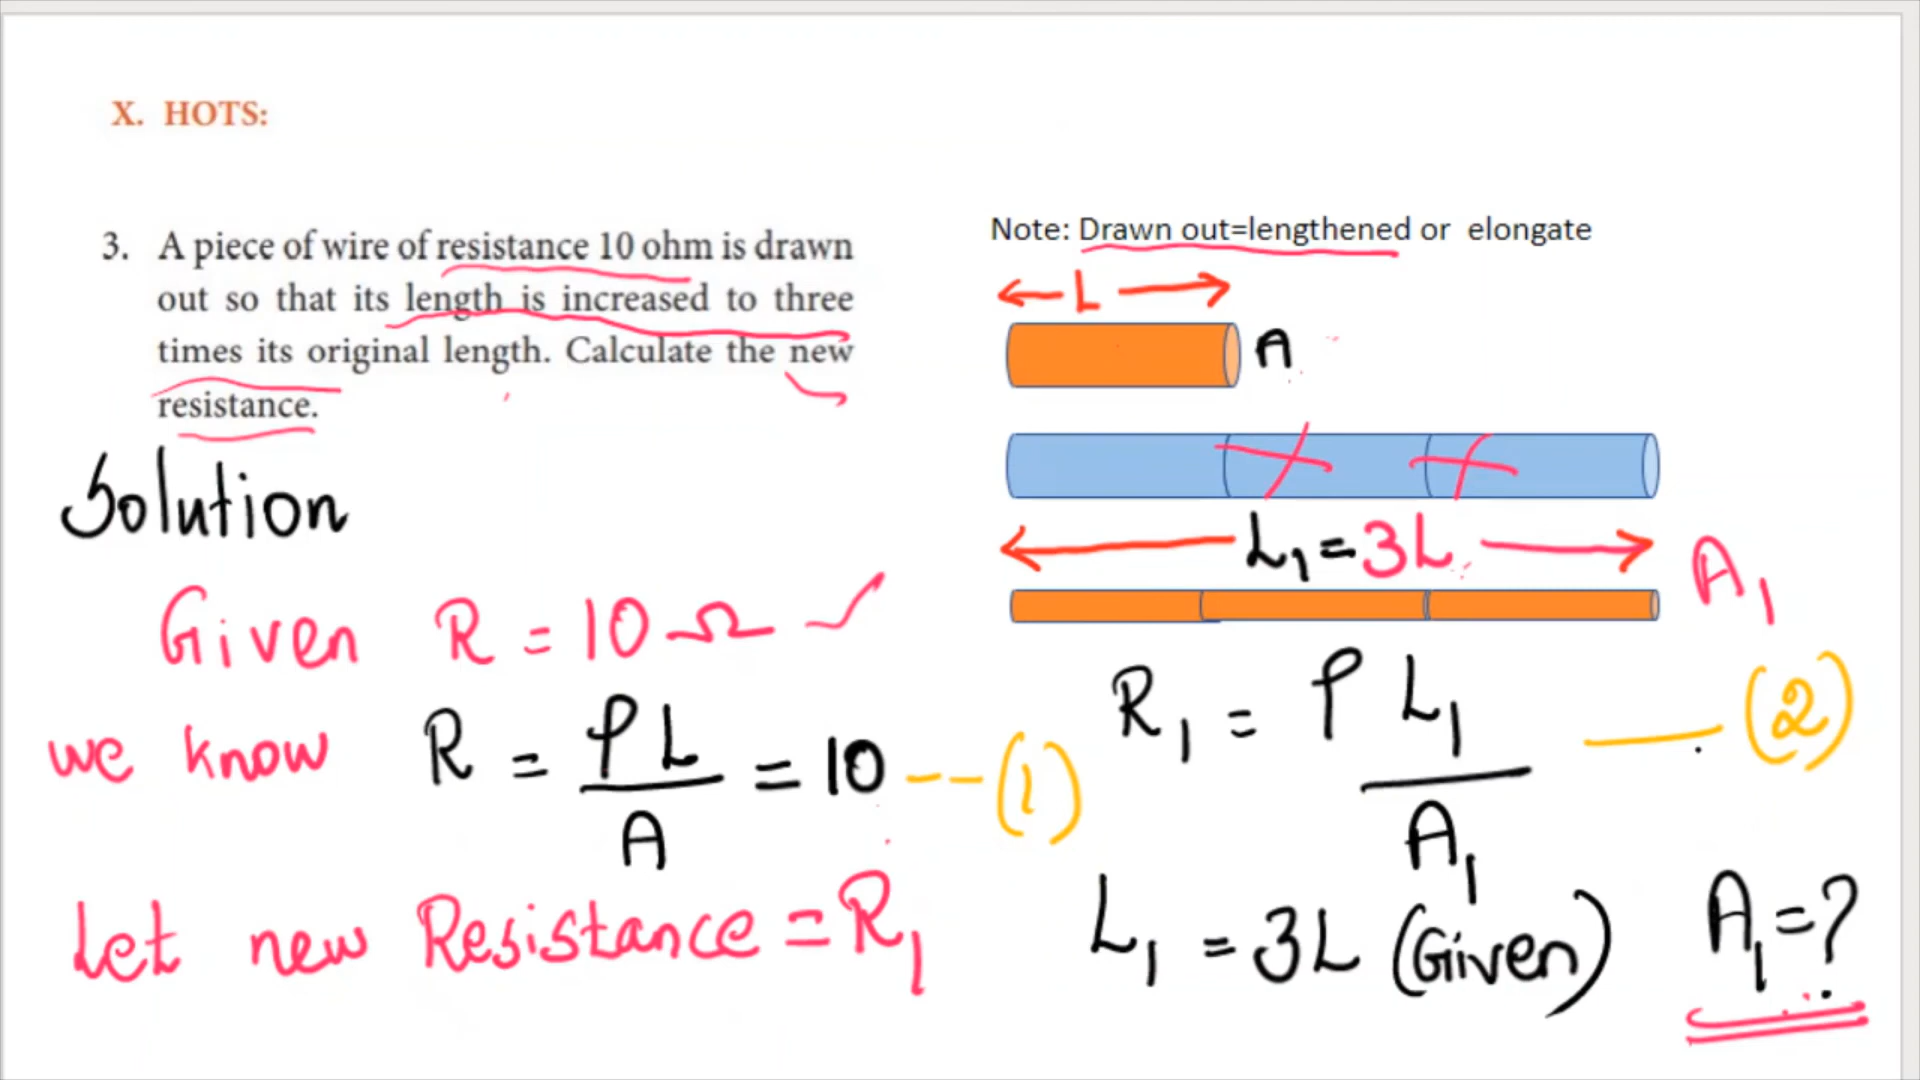 X. HOTS:
3. A piece of wire of resistance 10 ohm is drawn
out so that its length is increased to three
times its original length. Calculate the new
resistance.
Note: Drawn out=lengthened or elongate
L
A
L₁=3L
A₁
Solution
Given R = 10 Ω
we know R = ρL/A = 10 --(1)
Let new Resistance = R₁
R₁ = ρL₁/A₁ — (2)
L₁ = 3L (Given) A₁=?